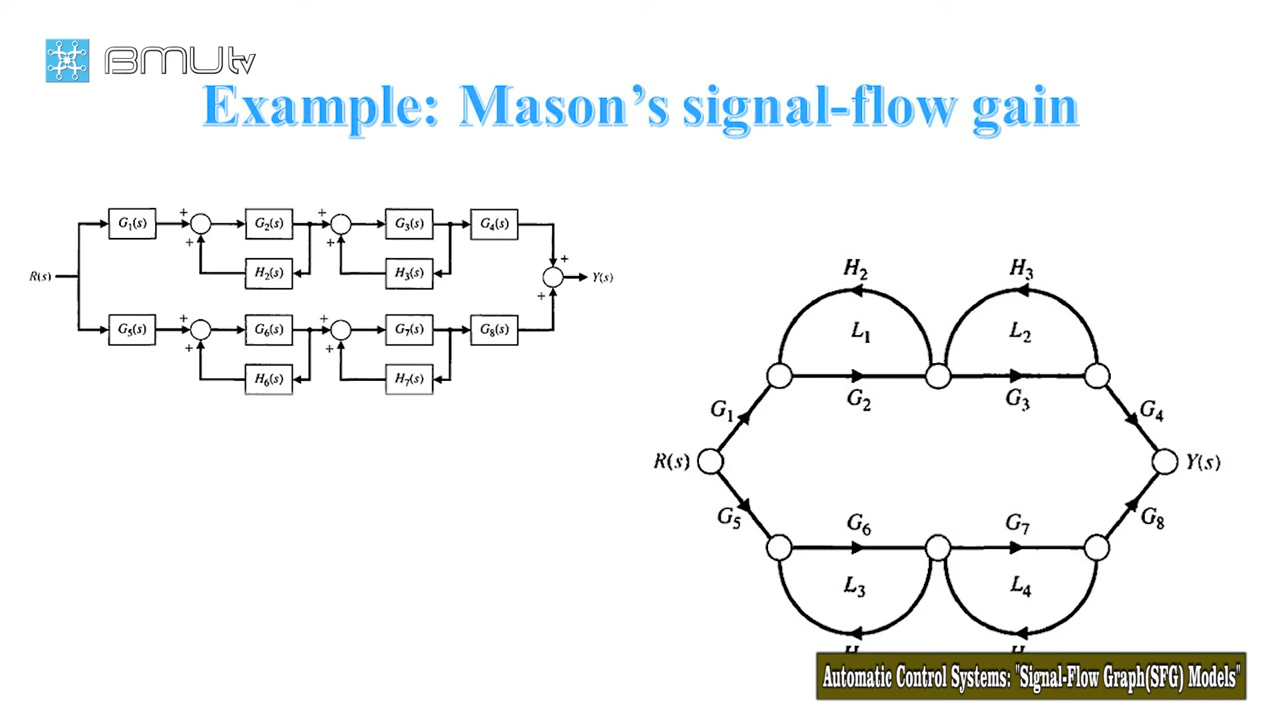 BMUtv
Example: Mason's signal-flow gain
G1(s)
G2(s)
G3(s)
G4(s)
H2(s)
H3(s)
R(s)
Y(s)
G5(s)
G6(s)
G7(s)
G8(s)
H6(s)
H7(s)
+
+
+
+
+
+
+
+
+
+
H2
H3
L1
L2
G2
G3
G1
G4
R(s)
Y(s)
G5
G8
G6
G7
L3
L4
Automatic Control Systems: "Signal-Flow Graph(SFG) Models"